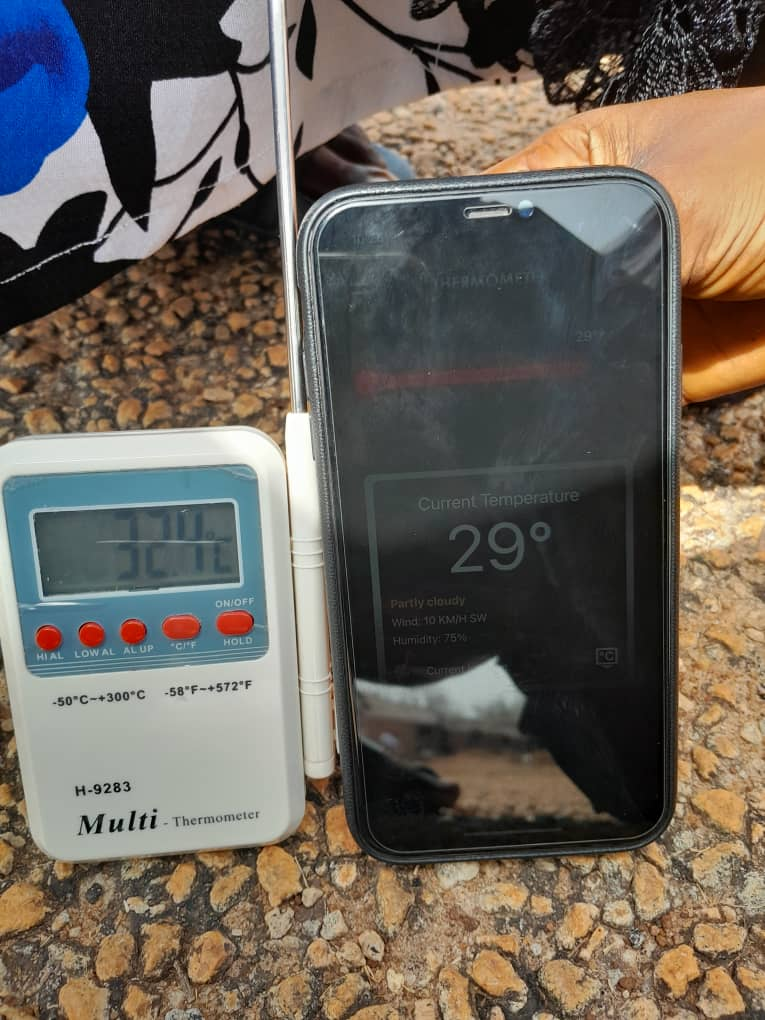 32.4°C
ON/OFF
HI AL LOW AL AL UP °C/°F HOLD
-50°C~+300°C -58°F~+572°F
H-9283
Multi - Thermometer
29°
Current Temperature
29°
Partly cloudy
Wind: 10 KM/H SW
Humidity: 75%
°C
Current